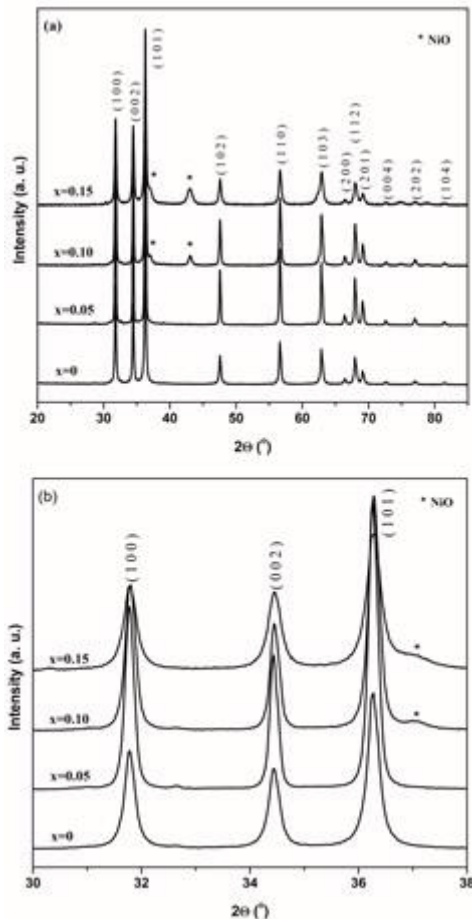 (a)
* NiO
(100)
(002)
(101)
(102)
(110)
(103)
(200)
(112)
(201)
(004)
(202)
(104)
*
*
x=0.15
*
*
x=0.10
x=0.05
x=0
Intensity (a. u.)
20 30 40 50 60 70 80
2Θ (°)
(b)
* NiO
(100)
(002)
(101)
*
x=0.15
*
x=0.10
x=0.05
x=0
Intensity (a. u.)
30 32 34 36 38
2Θ (°)